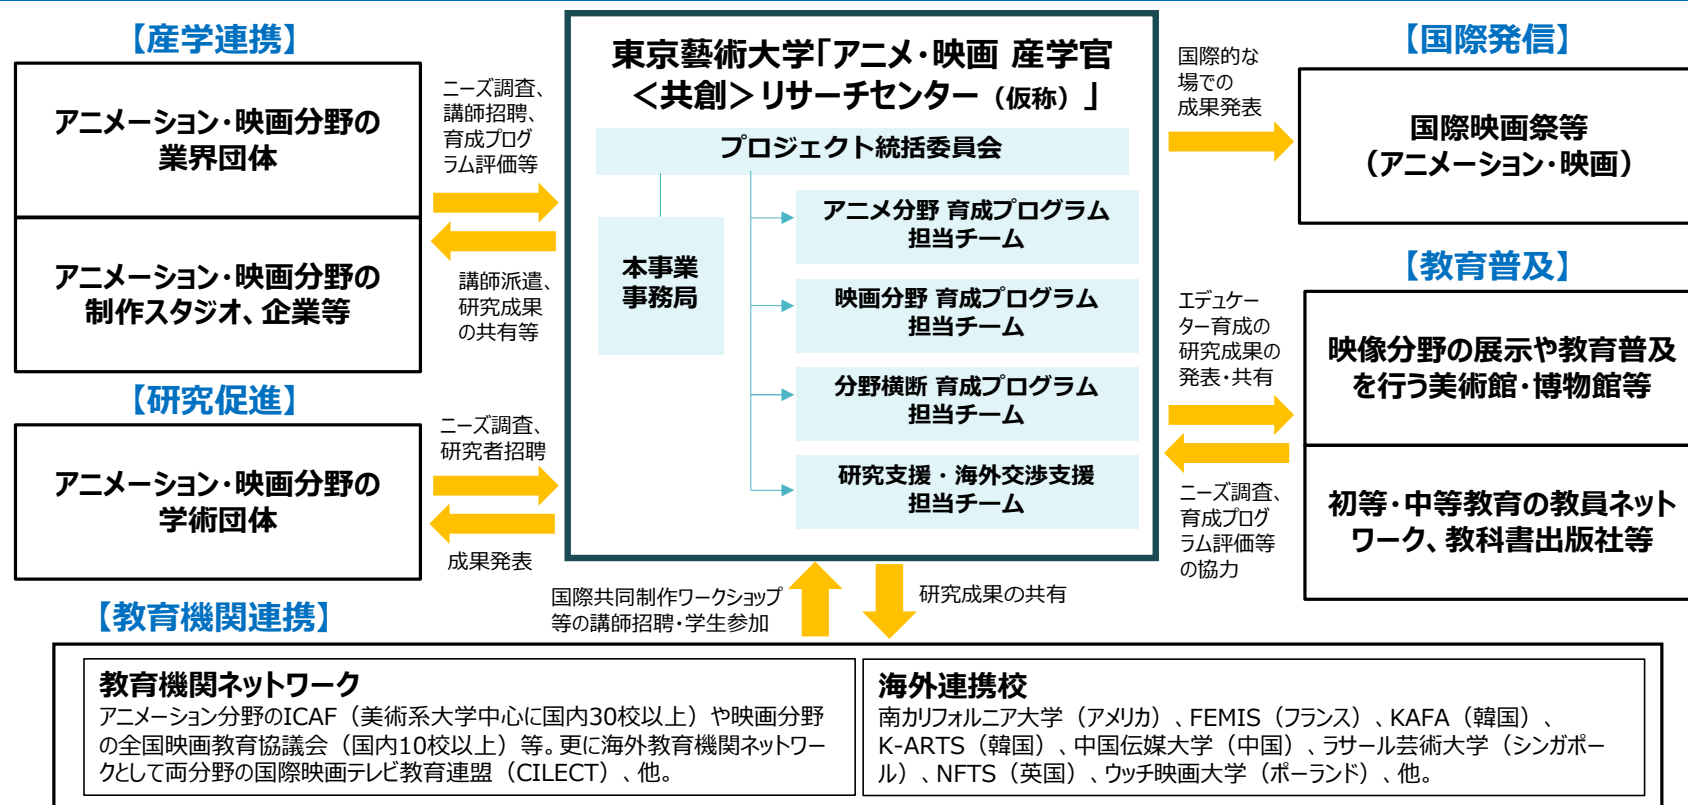 【産学連携】
アニメーション・映画分野の
業界団体
アニメーション・映画分野の
制作スタジオ、企業等
ニーズ調査、
講師招聘、
育成プログ
ラム評価等
講師派遣、
研究成果
の共有等
【研究促進】
アニメーション・映画分野の
学術団体
ニーズ調査、
研究者招聘
成果発表
東京藝術大学「アニメ・映画 産学官
＜共創＞リサーチセンター（仮称）」
プロジェクト統括委員会
本事業
事務局
アニメ分野 育成プログラム
担当チーム
映画分野 育成プログラム
担当チーム
分野横断 育成プログラム
担当チーム
研究支援・海外交渉支援
担当チーム
国際的な
場での
成果発表
【国際発信】
国際映画祭等
（アニメーション・映画）
【教育普及】
エデュケー
ター育成の
研究成果の
発表・共有
映像分野の展示や教育普及
を行う美術館・博物館等
初等・中等教育の教員ネット
ワーク、教科書出版社等
ニーズ調査、
育成プログ
ラム評価等
の協力
【教育機関連携】
国際共同制作ワークショップ
等の講師招聘・学生参加
研究成果の共有
教育機関ネットワーク
アニメーション分野のICAF（美術系大学中心に国内30校以上）や映画分野
の全国映画教育協議会（国内10校以上）等。更に海外教育機関ネットワー
クとして両分野の国際映画テレビ教育連盟（CILECT）、他。
海外連携校
南カリフォルニア大学（アメリカ）、FEMIS（フランス）、KAFA（韓国）、
K-ARTS（韓国）、中国伝媒大学（中国）、ラサール芸術大学（シンガポー
ル）、NFTS（英国）、ウッチ映画大学（ポーランド）、他。